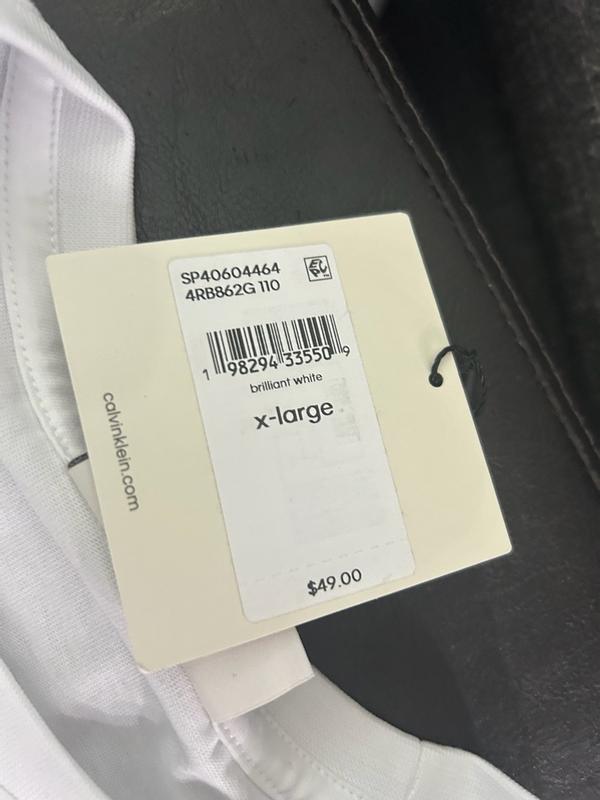 SP40604464
4RB862G 110
1 98294 33550 9
brilliant white
x-large
$49.00
calvinklein.com